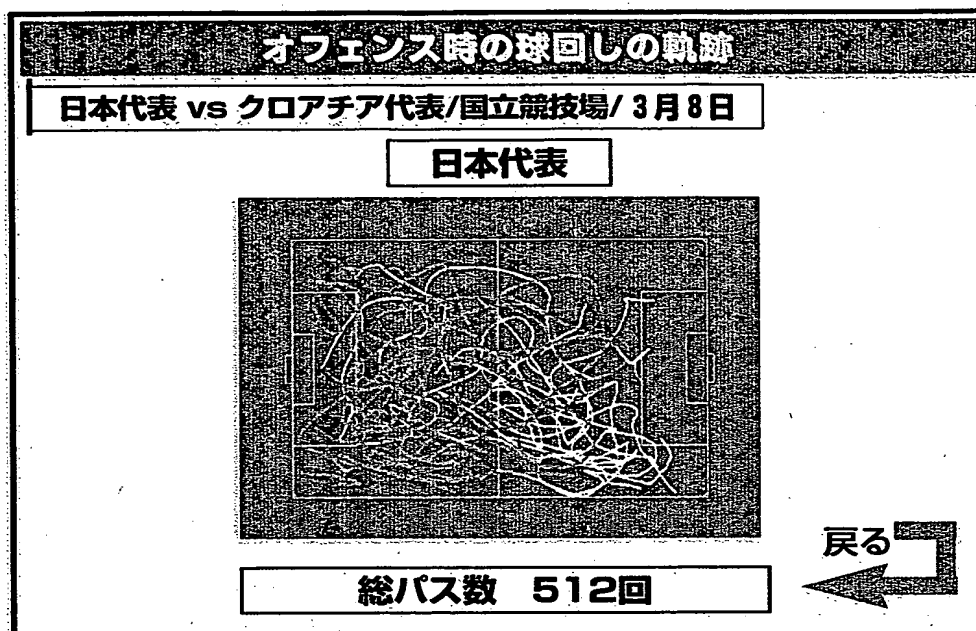 オフェンス時の球回しの軌跡
日本代表 vs クロアチア代表/国立競技場/ 3月8日
日本代表
戻る
総パス数 512回